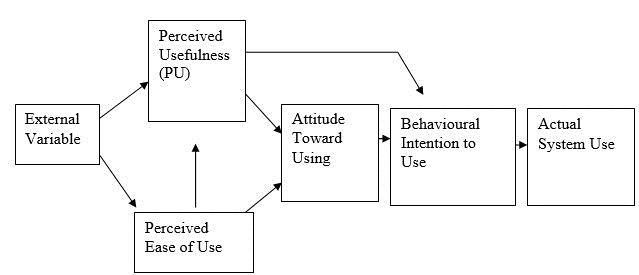 Perceived
Usefulness
(PU)
External
Variable
Attitude
Toward
Using
Behavioural
Intention to
Use
Actual
System Use
Perceived
Ease of Use